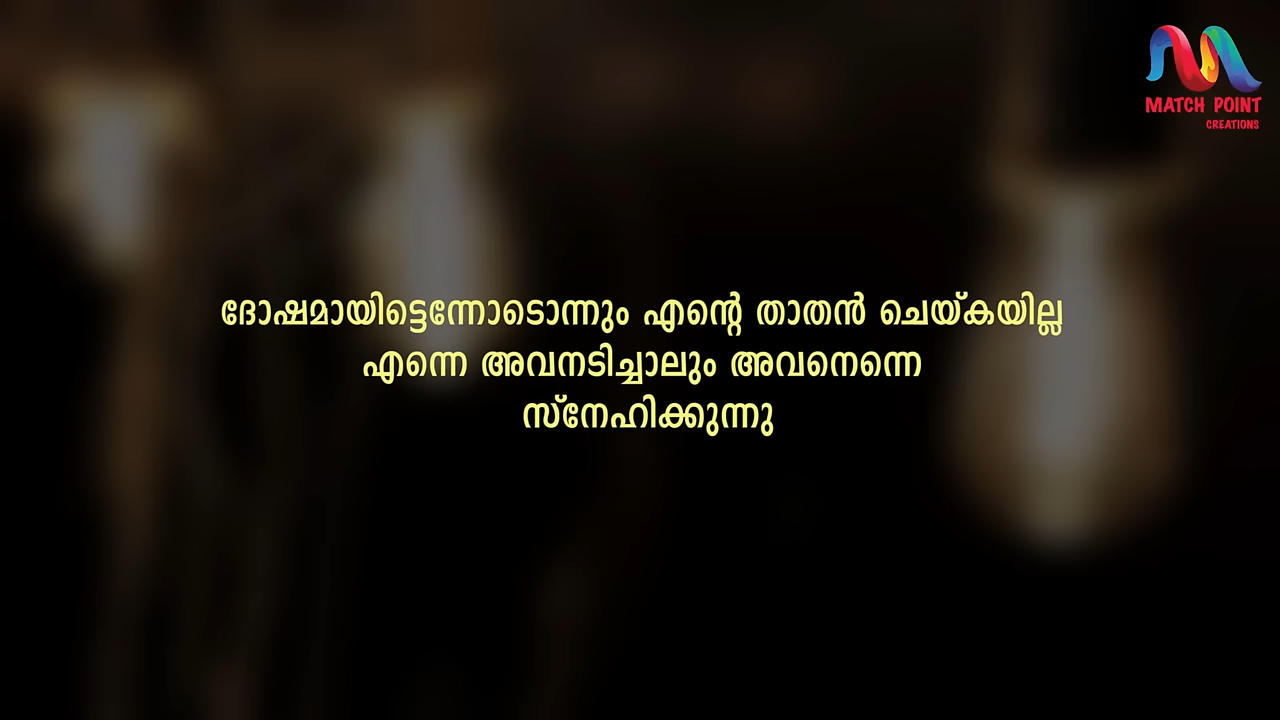 MATCH POINT
CREATIONS
ദോഷമായിട്ടെന്നോടൊന്നും എന്റെ താതൻ ചെയ്കയില്ല
എന്നെ അവനടിച്ചാലും അവനെന്നെ
സ്നേഹിക്കുന്നു